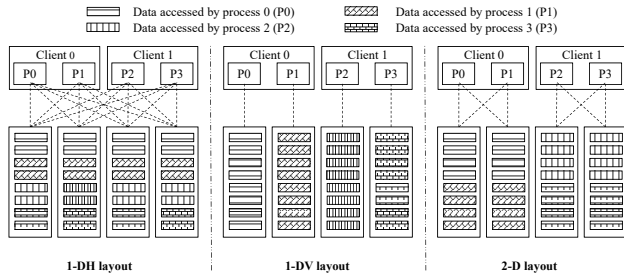 Data accessed by process 0 (P0)
Data accessed by process 1 (P1)
Data accessed by process 2 (P2)
Data accessed by process 3 (P3)
Client 0
Client 1
P0
P1
P2
P3
Client 0
Client 1
P0
P1
P2
P3
Client 0
Client 1
P0
P1
P2
P3
1-DH layout
1-DV layout
2-D layout